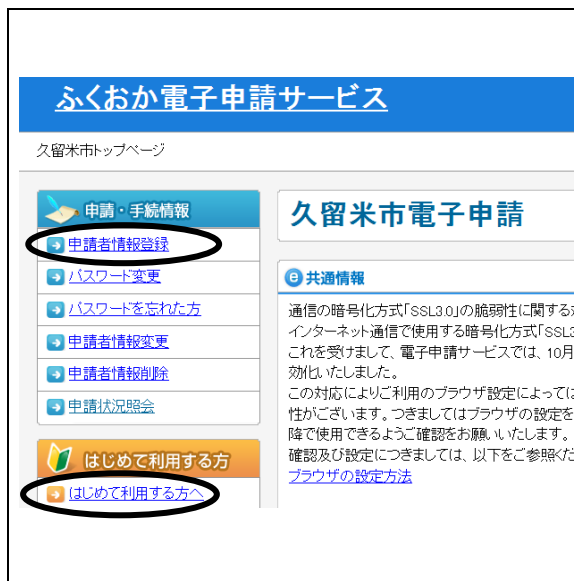 ふくおか電子申請サービス
久留米市トップページ
申請・手続情報
申請者情報登録
パスワード変更
パスワードを忘れた方
申請者情報変更
申請者情報削除
申請状況照会
はじめて利用する方
はじめて利用する方へ
久留米市電子申請
共通情報
通信の暗号化方式「SSL3.0」の脆弱性に関する
インターネット通信で使用する暗号化方式「SSL
これを受けまして、電子申請サービスでは、10月
効化いたしました。
この対応によりご利用のブラウザ設定によっては
性がございます。つきましてはブラウザの設定を
降で使用できるようご確認をお願いいたします。
確認及び設定につきましては、以下をご参照くだ
ブラウザの設定方法